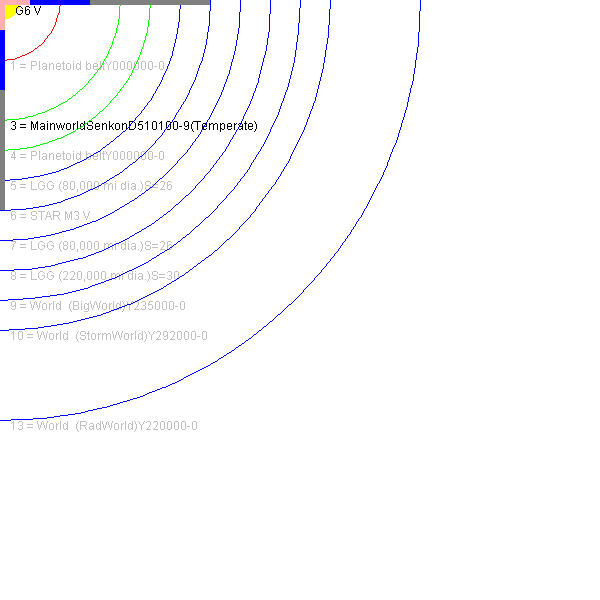 G6 V
1 = Planetoid beltY000000-0
3 = MainworldSenkonD510100-9(Temperate)
4 = Planetoid beltY000000-0
5 = LGG (80,000 mi dia.)S=26
6 = STAR M3 V
7 = LGG (80,000 mi dia.)S=26
8 = LGG (220,000 mi dia.)S=30
9 = World  (BigWorld)Y235000-0
10 = World  (StormWorld)Y292000-0
13 = World  (RadWorld)Y220000-0